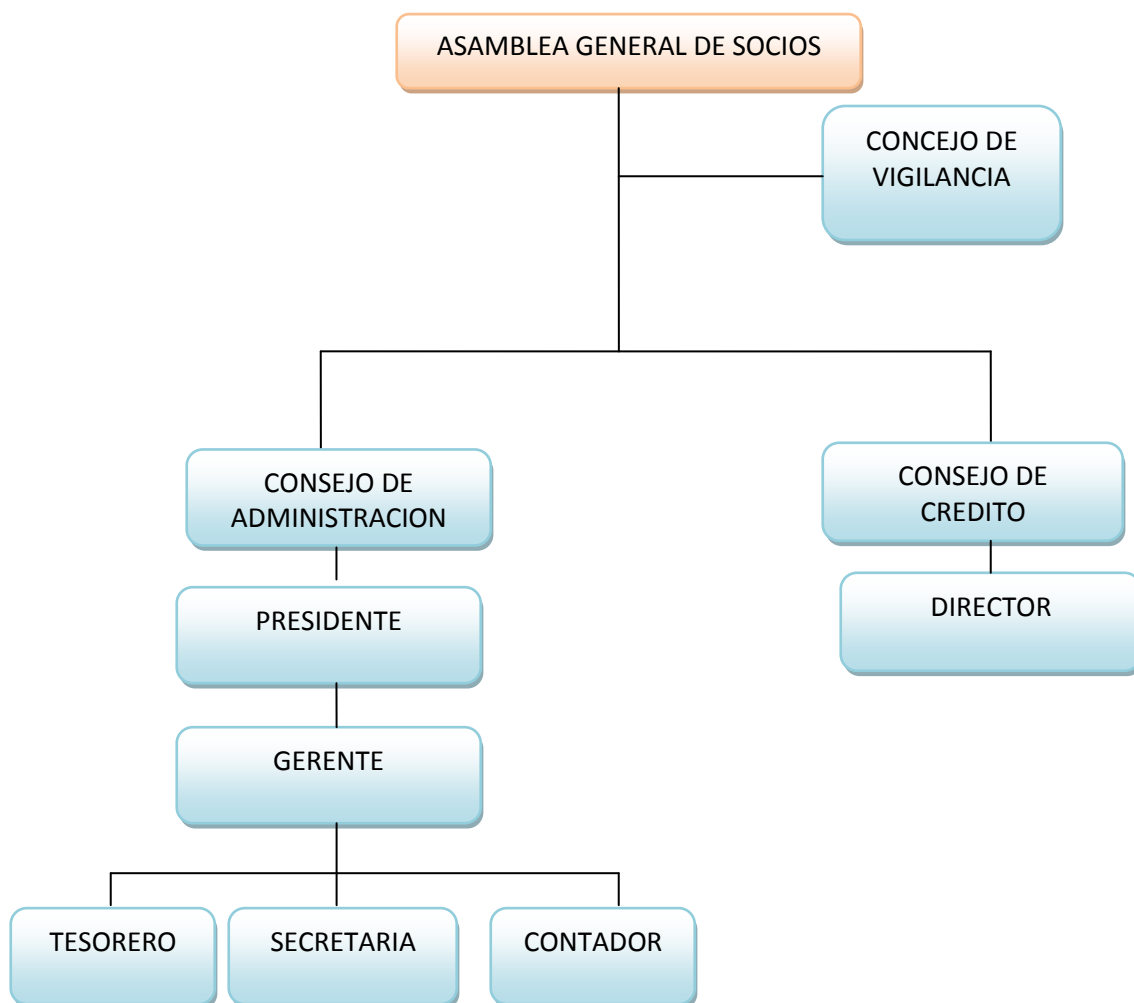 ASAMBLEA GENERAL DE SOCIOS
CONCEJO DE
VIGILANCIA
CONSEJO DE
ADMINISTRACION
CONSEJO DE
CREDITO
PRESIDENTE
DIRECTOR
GERENTE
TESORERO
SECRETARIA
CONTADOR